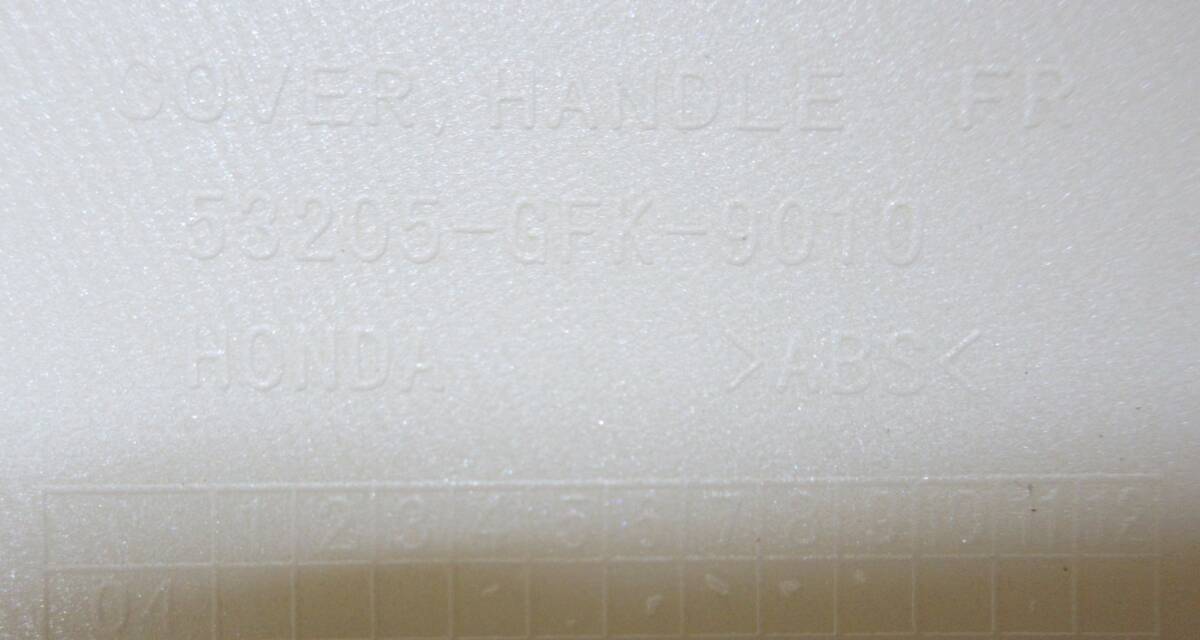 COVER, HANDLE FR
53205-GFK-9010
HONDA >ABS<
1 2 3 4 5 6 7 8 9 10 11 12
04